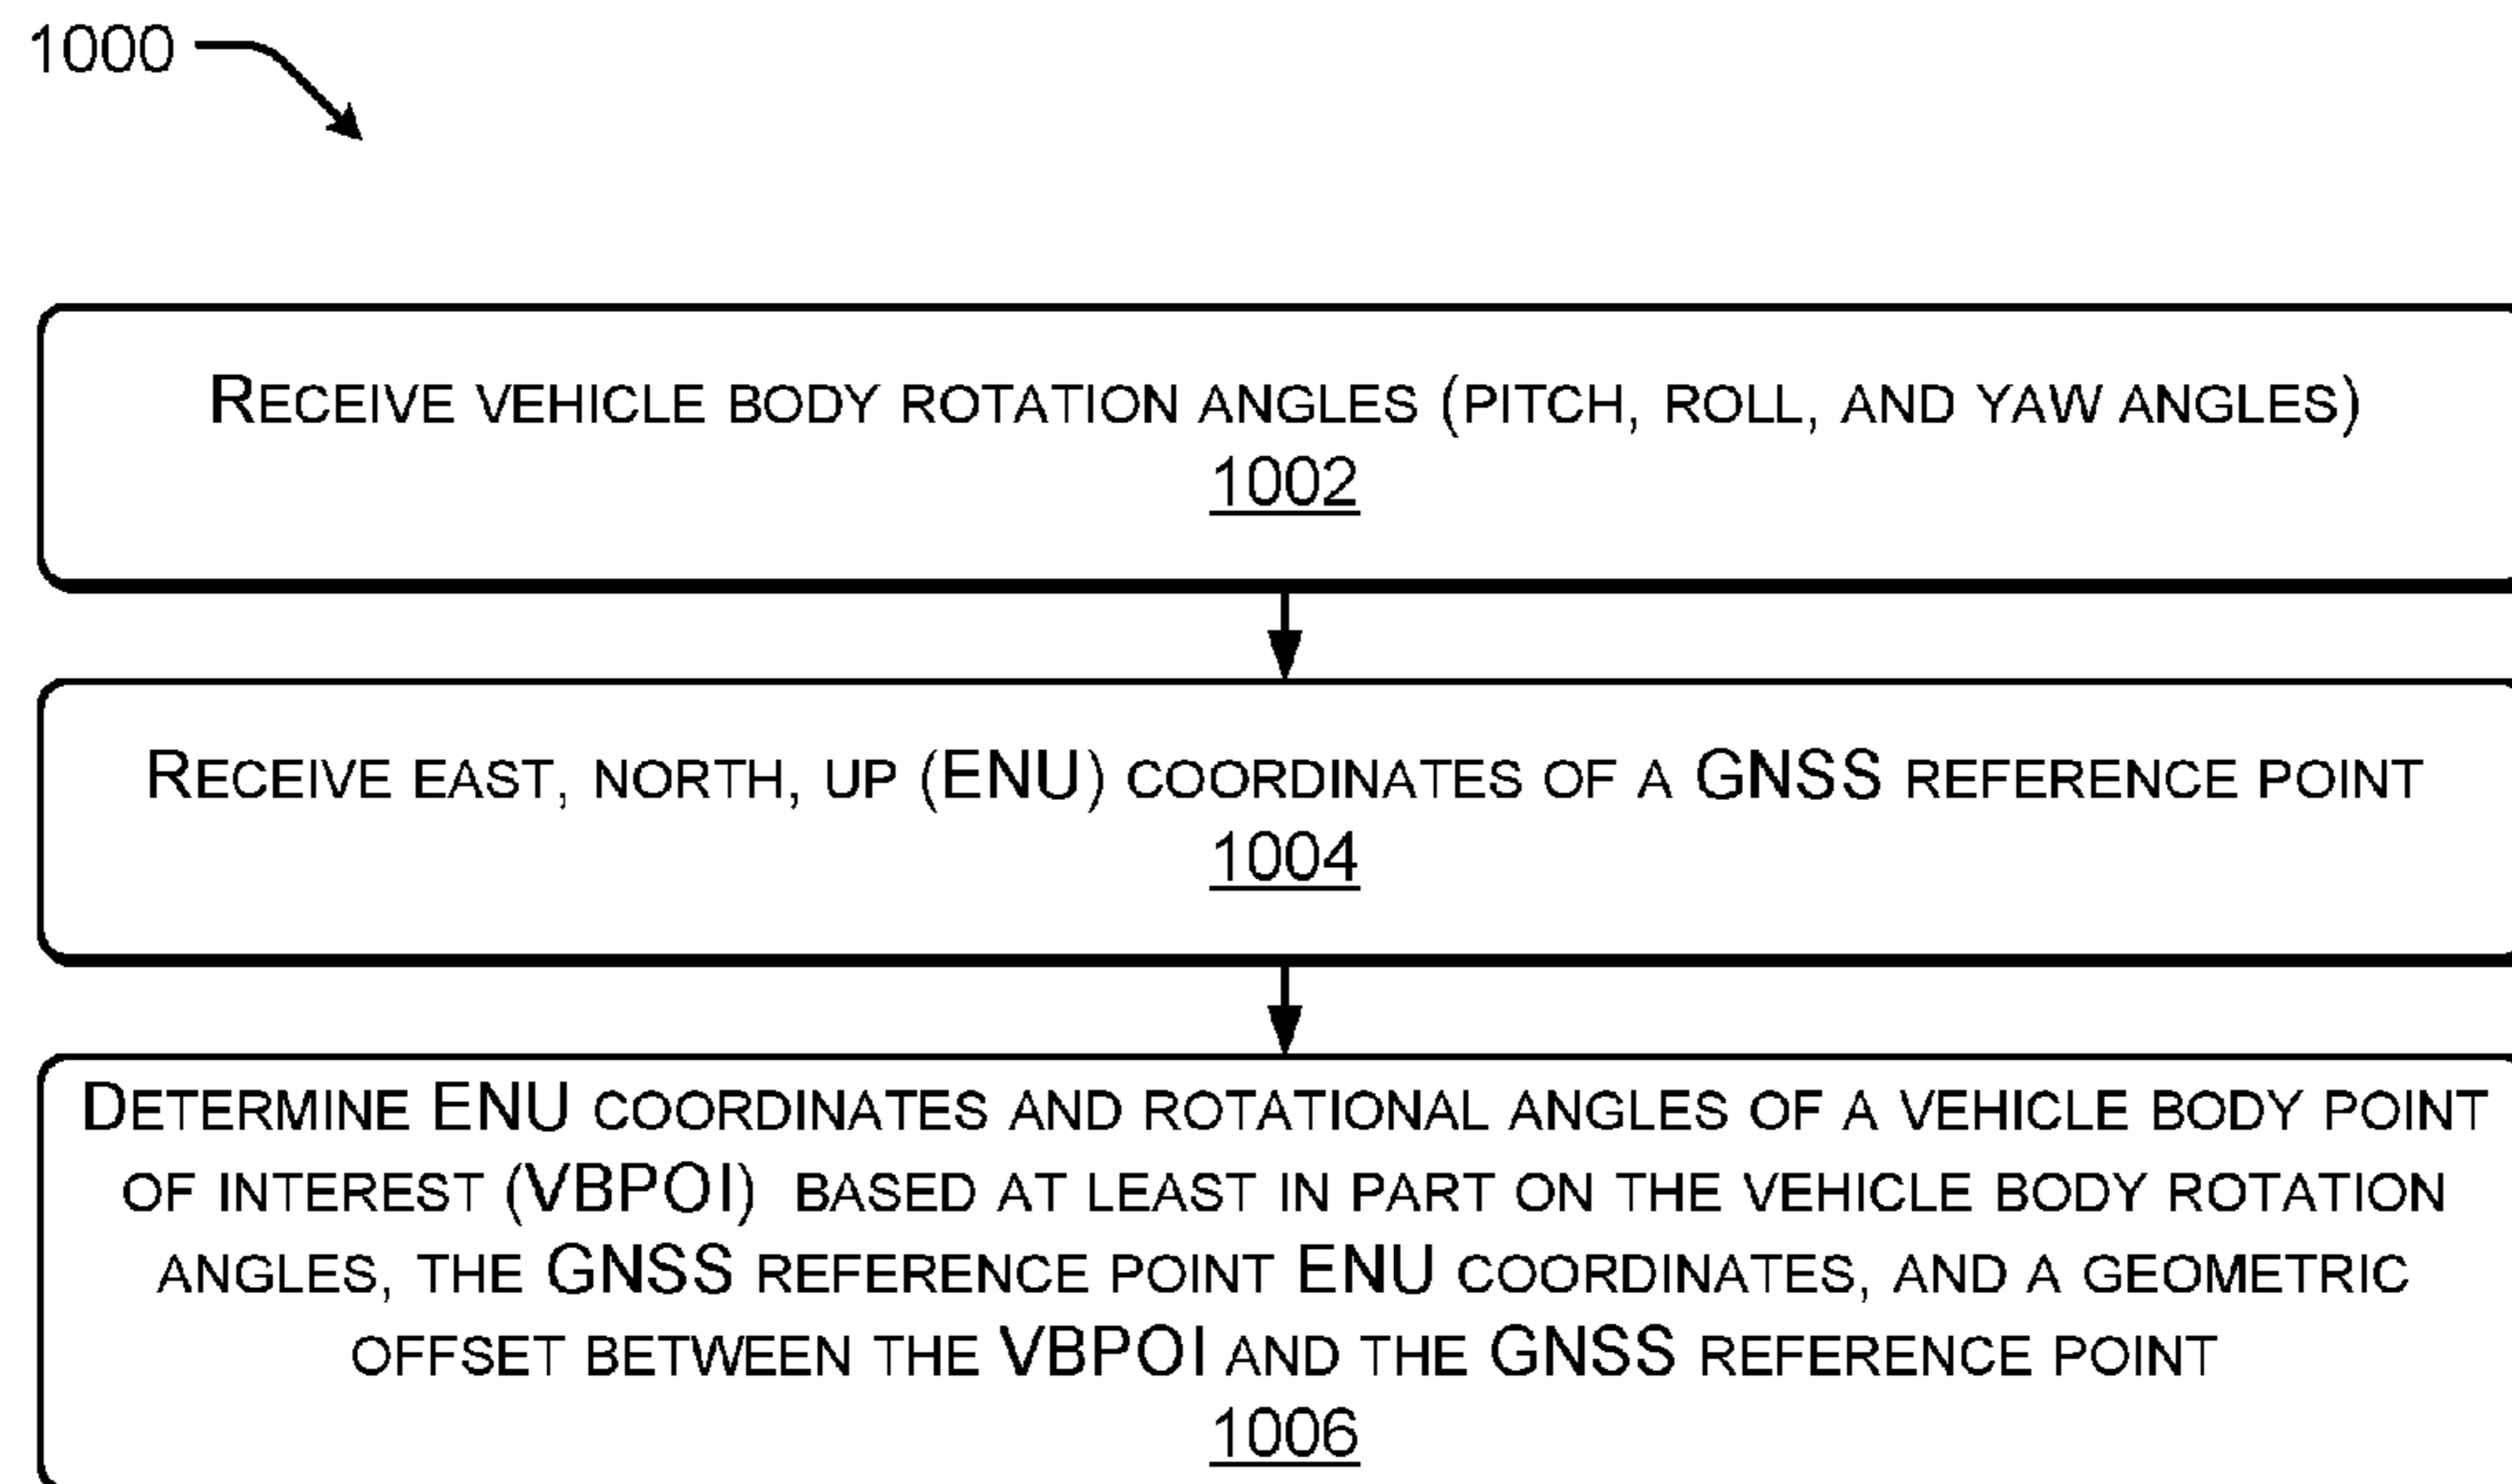 1000
RECEIVE VEHICLE BODY ROTATION ANGLES (PITCH, ROLL, AND YAW ANGLES)
1002
RECEIVE EAST, NORTH, UP (ENU) COORDINATES OF A GNSS REFERENCE POINT
1004
DETERMINE ENU COORDINATES AND ROTATIONAL ANGLES OF A VEHICLE BODY POINT
OF INTEREST (VBPOI) BASED AT LEAST IN PART ON THE VEHICLE BODY ROTATION
ANGLES, THE GNSS REFERENCE POINT ENU COORDINATES, AND A GEOMETRIC
OFFSET BETWEEN THE VBPOI AND THE GNSS REFERENCE POINT
1006